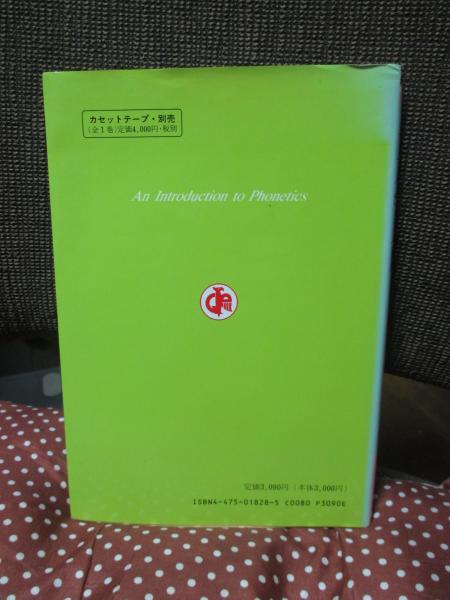 カセットテープ・別売
(全1巻)定価4,000円・税別
An Introduction to Phonetics
定価3,090円(本体3,000円)
ISBN4-475-01828-5 C0080 P3090E